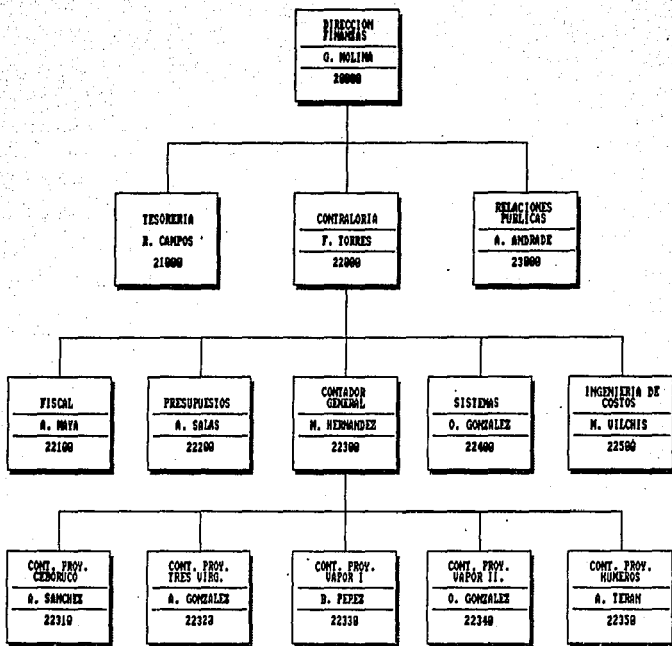 DIRECCION
FINANZAS
G. MOLINA
20000
TESORERIA
R. CAMPOS
21000
CONTRALORIA
F. TORRES
22000
RELACIONES
PUBLICAS
A. ANDRADE
23000
FISCAL
A. MAYA
22100
PRESUPUESTOS
A. SALAS
22200
CONTADOR
GENERAL
M. HERNANDEZ
22300
SISTEMAS
O. GONZALEZ
22400
INGENIERIA DE
COSTOS
M. VILCHIS
22500
CONT. PROY.
CEBORUCO
A. SANCHEZ
22310
CONT. PROY.
TRES VIRG.
A. GONZALEZ
22320
CONT. PROY.
VAPOR I
B. PEREZ
22330
CONT. PROY.
VAPOR II.
O. GONZALEZ
22340
CONT. PROY.
HUMEROS
A. TERAN
22350